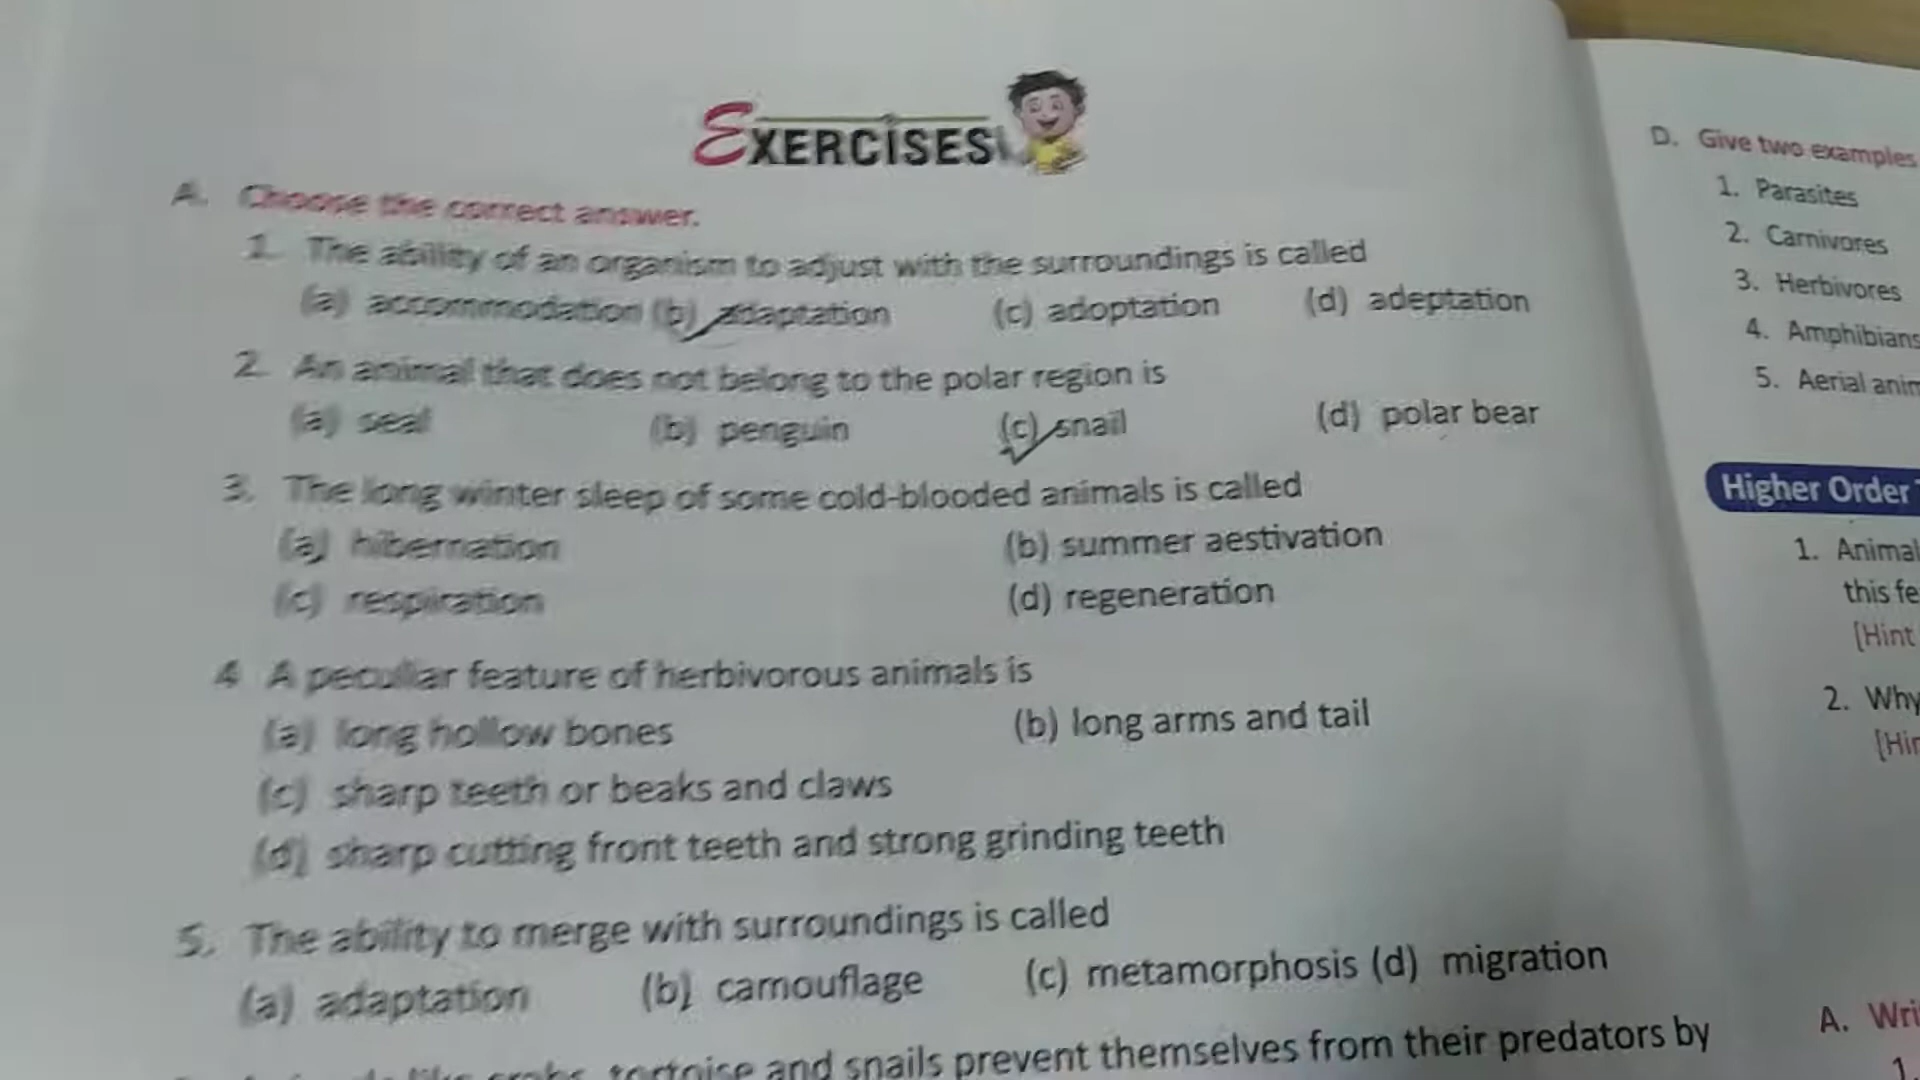 EXERCISES
A. Choose the correct answer.
1. The ability of an organism to adjust with the surroundings is called
(a) accommodation (b) adaptation (c) adoptation (d) adeptation
2. An animal that does not belong to the polar region is
(a) seal (b) penguin (c) snail (d) polar bear
3. The long winter sleep of some cold-blooded animals is called
(a) hibernation (b) summer aestivation
(c) respiration (d) regeneration
4 A peculiar feature of herbivorous animals is
(a) long hollow bones (b) long arms and tail
(c) sharp teeth or beaks and claws
(d) sharp cutting front teeth and strong grinding teeth
5. The ability to merge with surroundings is called
(a) adaptation (b) camouflage (c) metamorphosis (d) migration
crabs, tortoise and snails prevent themselves from their predators by
D. Give two examples
1. Parasites
2. Carnivores
3. Herbivores
4. Amphibians
5. Aerial
Higher Order
1. Animal
this
[Hint
2. Why
A.
1.